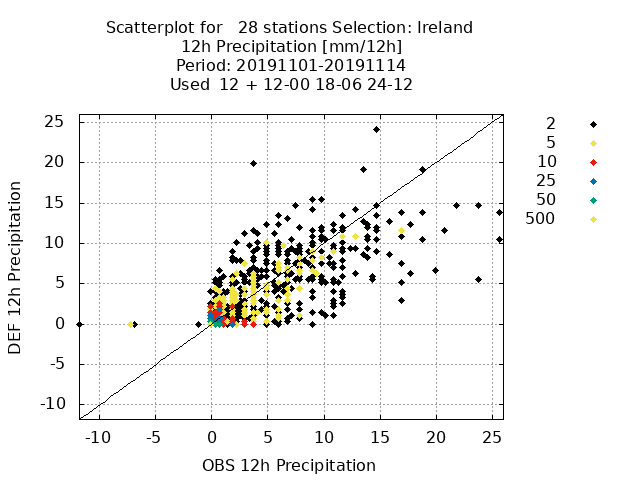 Scatterplot for   28 stations Selection: Ireland
12h Precipitation [mm/12h]
Period: 20191101-20191114
Used  12 + 12-00 18-06 24-12
2
5
10
25
50
500
25
20
15
10
5
0
-5
-10
DEF 12h Precipitation
-10 -5 0 5 10 15 20 25
OBS 12h Precipitation